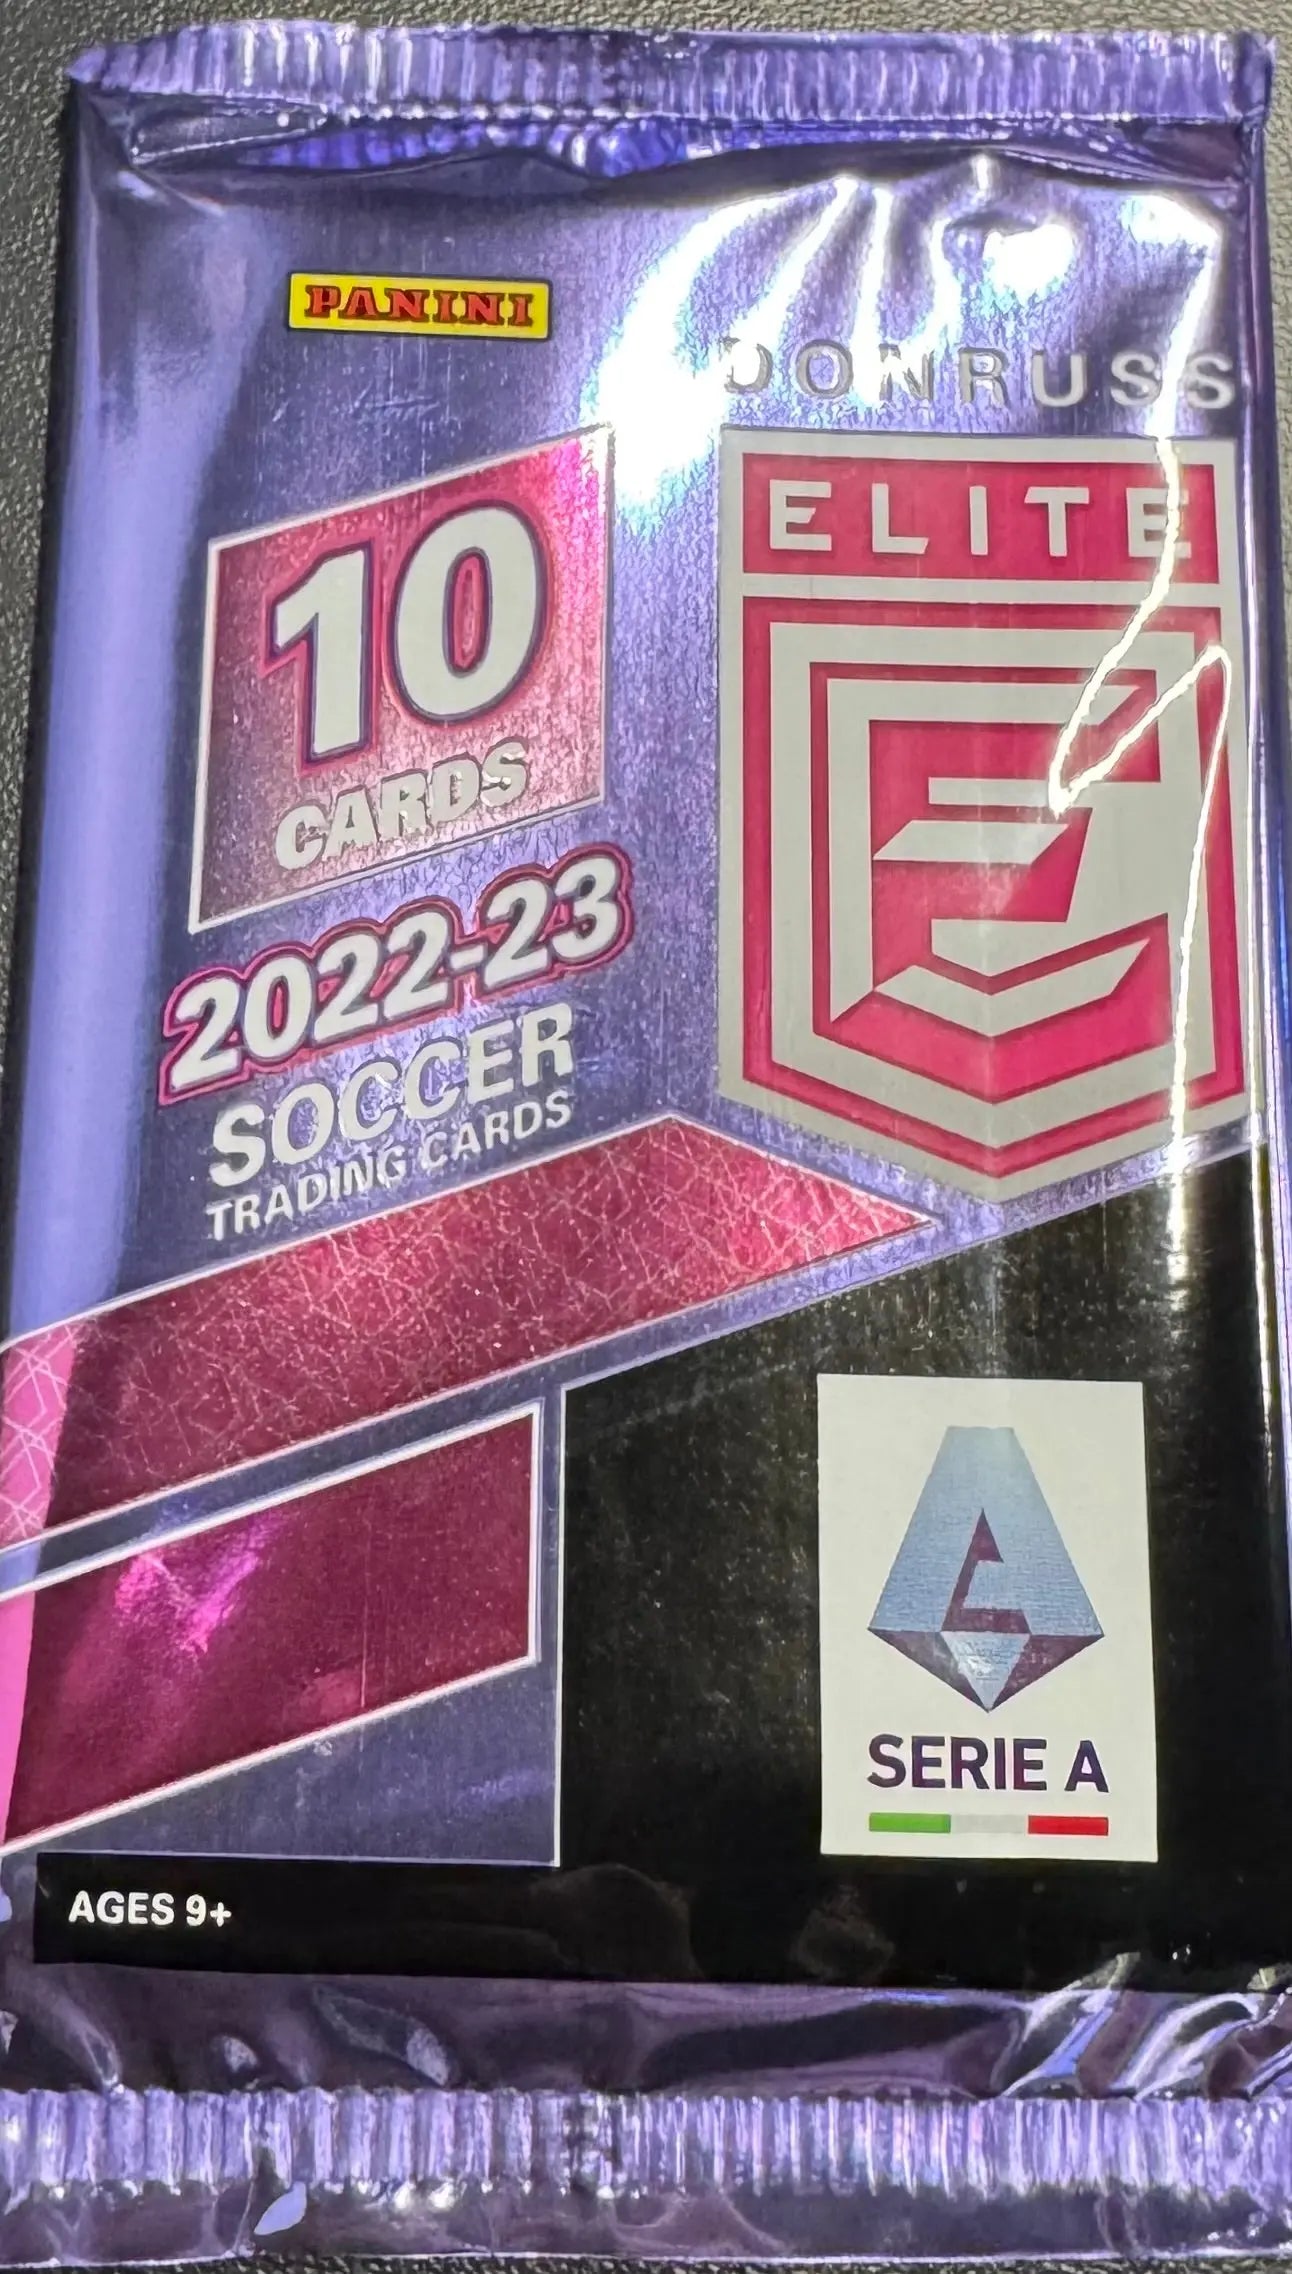 PANINI
DONRUSS
ELITE
10
CARDS
2022-23
SOCCER
TRADING CARDS
SERIE A
AGES 9+